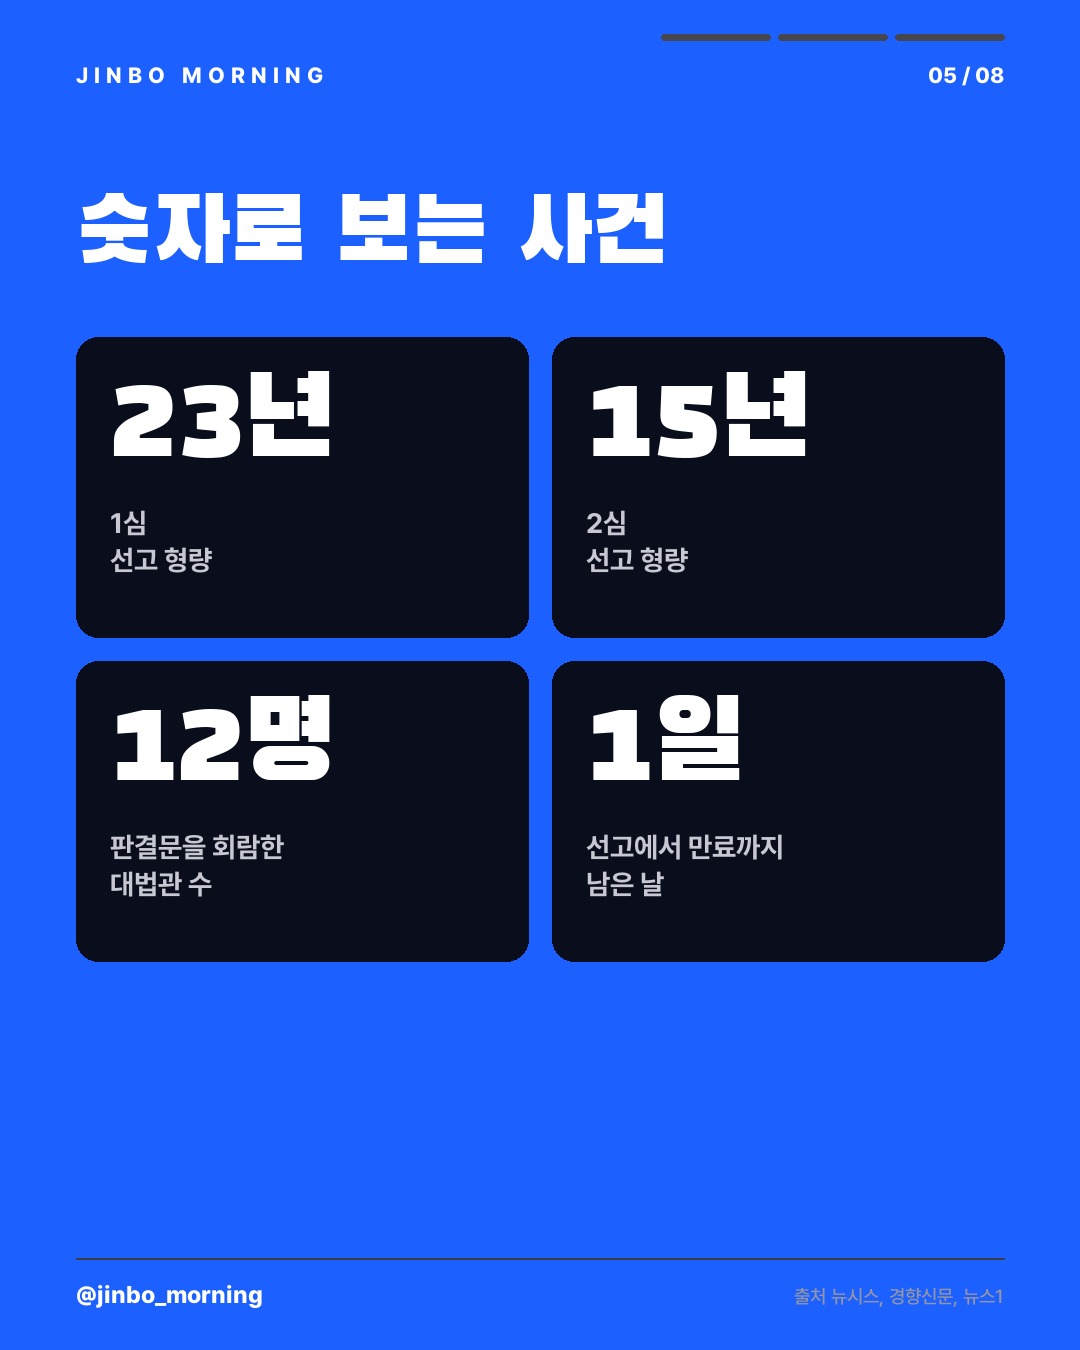 JINBO MORNING
05 / 08
숫자로 보는 사건
23년
1심
선고 형량
15년
2심
선고 형량
12명
판결문을 회람한
대법관 수
1일
선고에서 만료까지
남은 날
@jinbo_morning
출처 뉴시스, 경향신문, 뉴스1